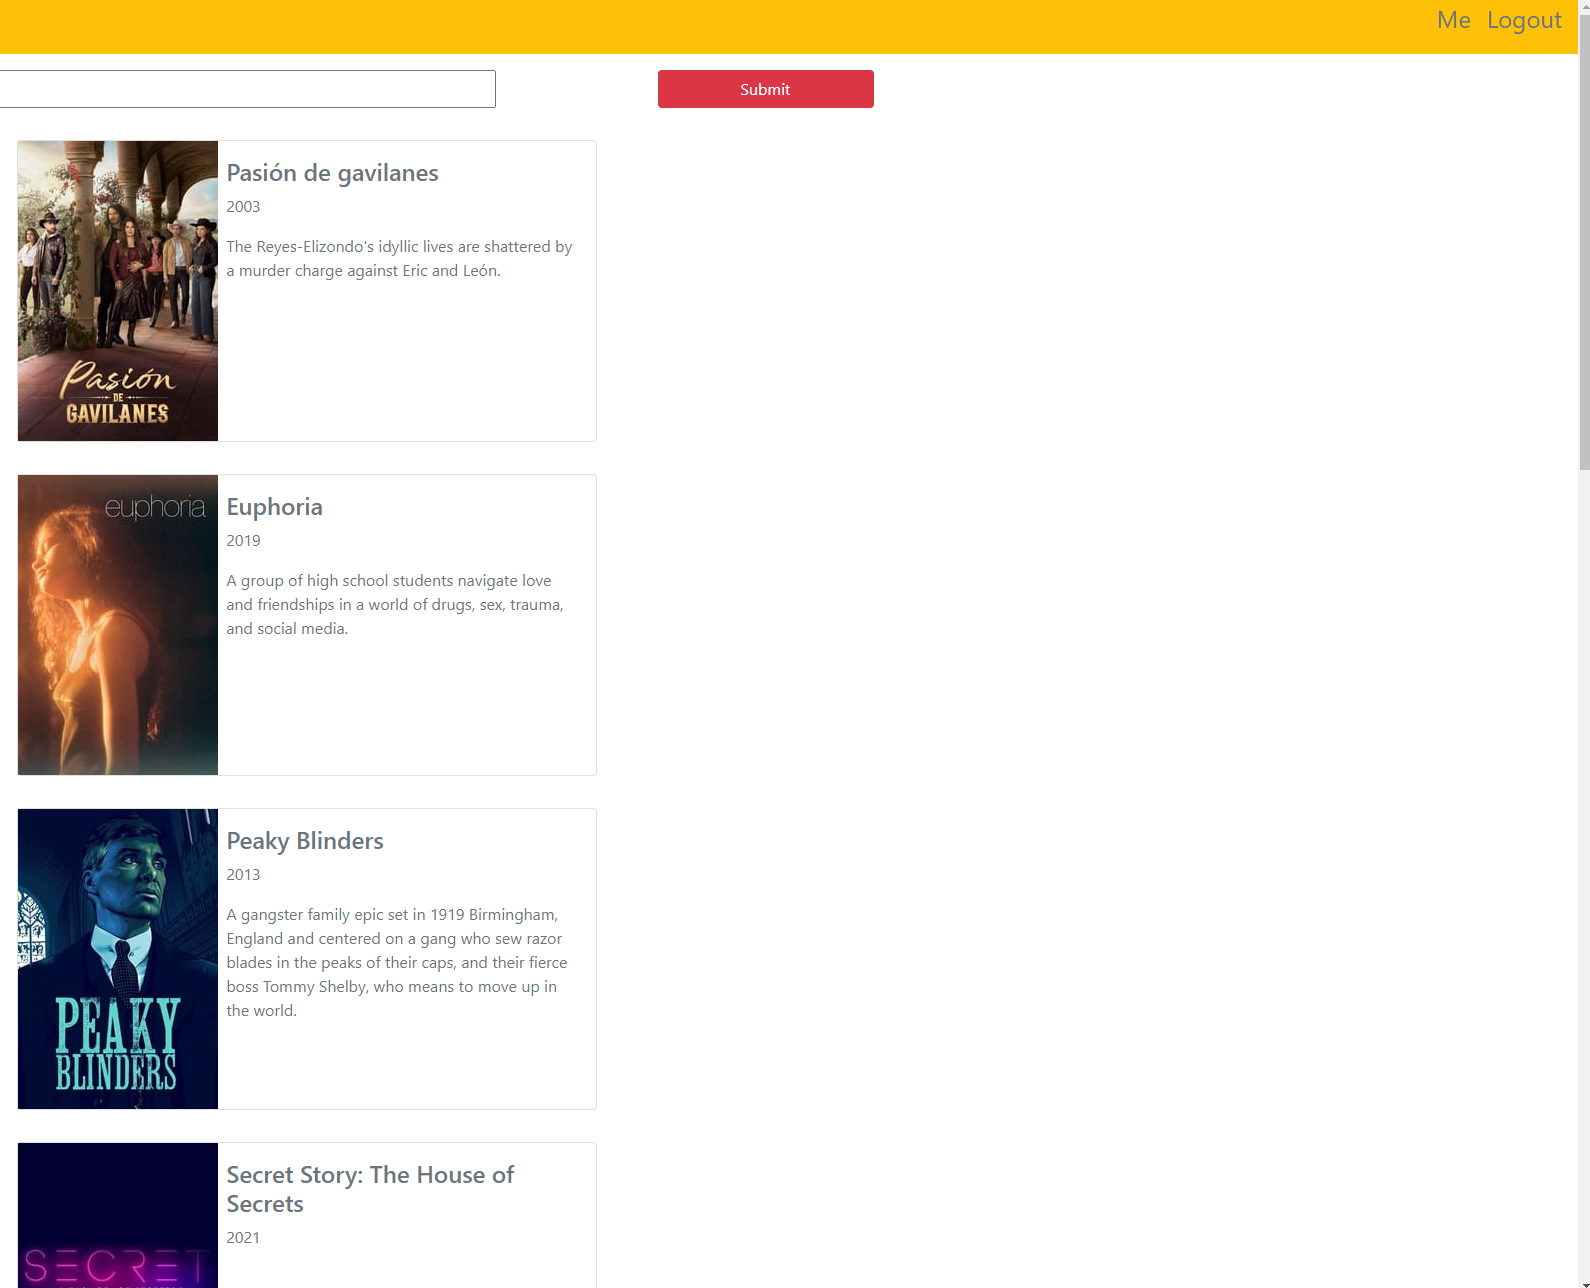 Me Logout
Submit
Pasión
DE
GAVILANES
Pasión de gavilanes
2003
The Reyes-Elizondo's idyllic lives are shattered by
a murder charge against Eric and León.
euphoria
Euphoria
2019
A group of high school students navigate love
and friendships in a world of drugs, sex, trauma,
and social media.
PEAKY
BLINDERS
Peaky Blinders
2013
A gangster family epic set in 1919 Birmingham,
England and centered on a gang who sew razor
blades in the peaks of their caps, and their fierce
boss Tommy Shelby, who means to move up in
the world.
SECRET
Secret Story: The House of
Secrets
2021